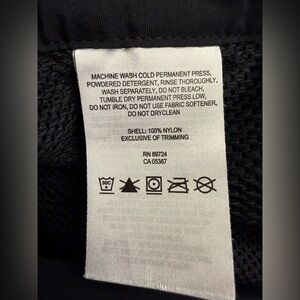 MACHINE WASH COLD PERMANENT PRESS,
POWDERED DETERGENT, RINSE THOROUGHLY,
WASH SEPARATELY, DO NOT BLEACH,
TUMBLE DRY PERMANENT PRESS LOW,
DO NOT IRON, DO NOT USE FABRIC SOFTENER,
DO NOT DRYCLEAN
SHELL: 100% NYLON
EXCLUSIVE OF TRIMMING
RN 69724
CA 05367
30C